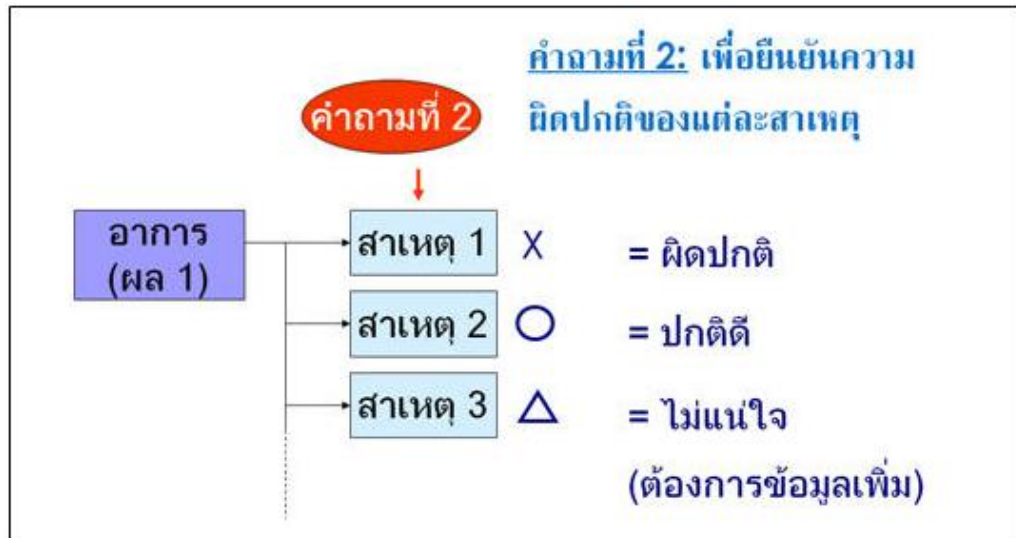 คำถามที่ 2: เพื่อยืนยันความ
ผิดปกติของแต่ละสาเหตุ
คำถามที่ 2
อาการ
(ผล 1)
สาเหตุ 1 X = ผิดปกติ
สาเหตุ 2 ○ = ปกติดี
สาเหตุ 3 △ = ไม่แน่ใจ
(ต้องการข้อมูลเพิ่ม)